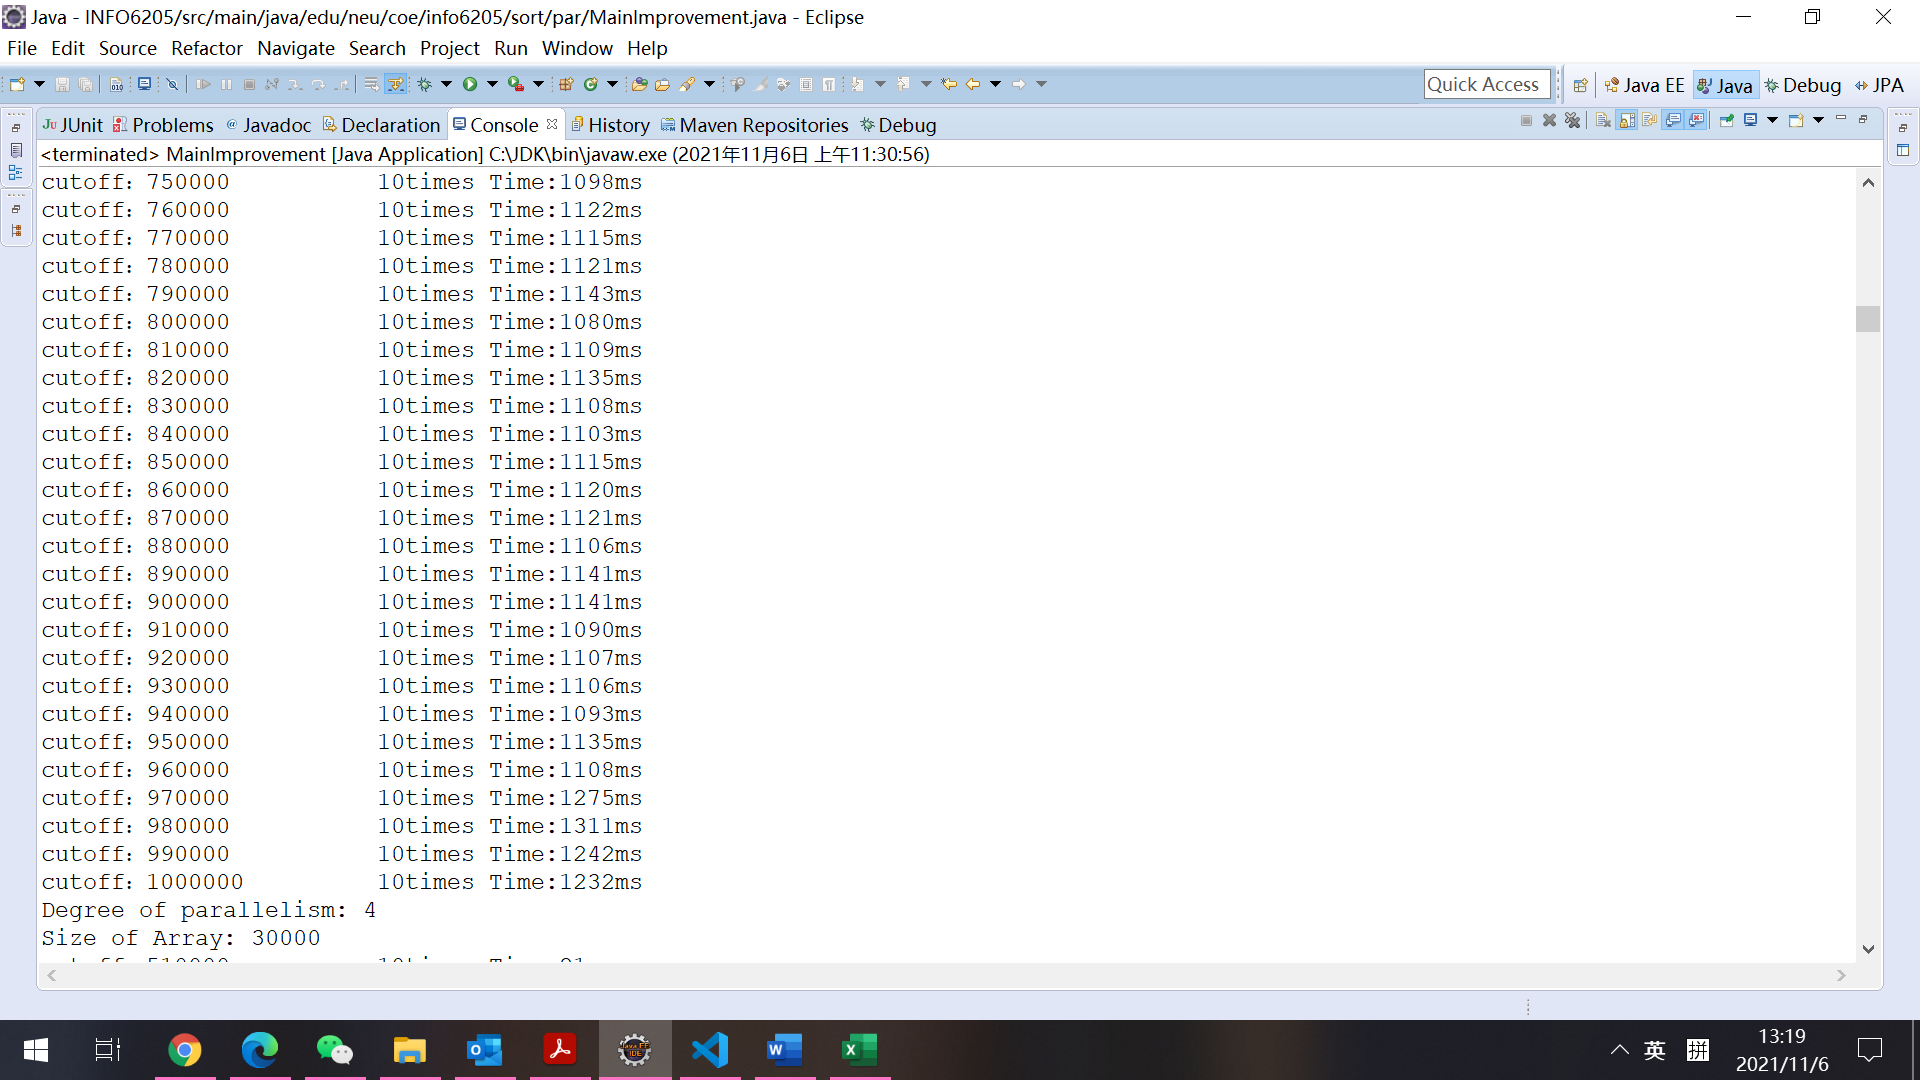 Java - INFO6205/src/main/java/edu/neu/coe/info6205/sort/par/MainImprovement.java - Eclipse
File Edit Source Refactor Navigate Search Project Run Window Help
Quick Access Java EE Java Debug JPA
JUnit Problems Javadoc Declaration Console History Maven Repositories Debug
<terminated> MainImprovement [Java Application] C:\JDK\bin\javaw.exe (2021年11月6日 上午11:30:56)
cutoff：750000 10times Time:1098ms
cutoff：760000 10times Time:1122ms
cutoff：770000 10times Time:1115ms
cutoff：780000 10times Time:1121ms
cutoff：790000 10times Time:1143ms
cutoff：800000 10times Time:1080ms
cutoff：810000 10times Time:1109ms
cutoff：820000 10times Time:1135ms
cutoff：830000 10times Time:1108ms
cutoff：840000 10times Time:1103ms
cutoff：850000 10times Time:1115ms
cutoff：860000 10times Time:1120ms
cutoff：870000 10times Time:1121ms
cutoff：880000 10times Time:1106ms
cutoff：890000 10times Time:1141ms
cutoff：900000 10times Time:1141ms
cutoff：910000 10times Time:1090ms
cutoff：920000 10times Time:1107ms
cutoff：930000 10times Time:1106ms
cutoff：940000 10times Time:1093ms
cutoff：950000 10times Time:1135ms
cutoff：960000 10times Time:1108ms
cutoff：970000 10times Time:1275ms
cutoff：980000 10times Time:1311ms
cutoff：990000 10times Time:1242ms
cutoff：1000000 10times Time:1232ms
Degree of parallelism: 4
Size of Array: 30000
英 拼 13:19
2021/11/6